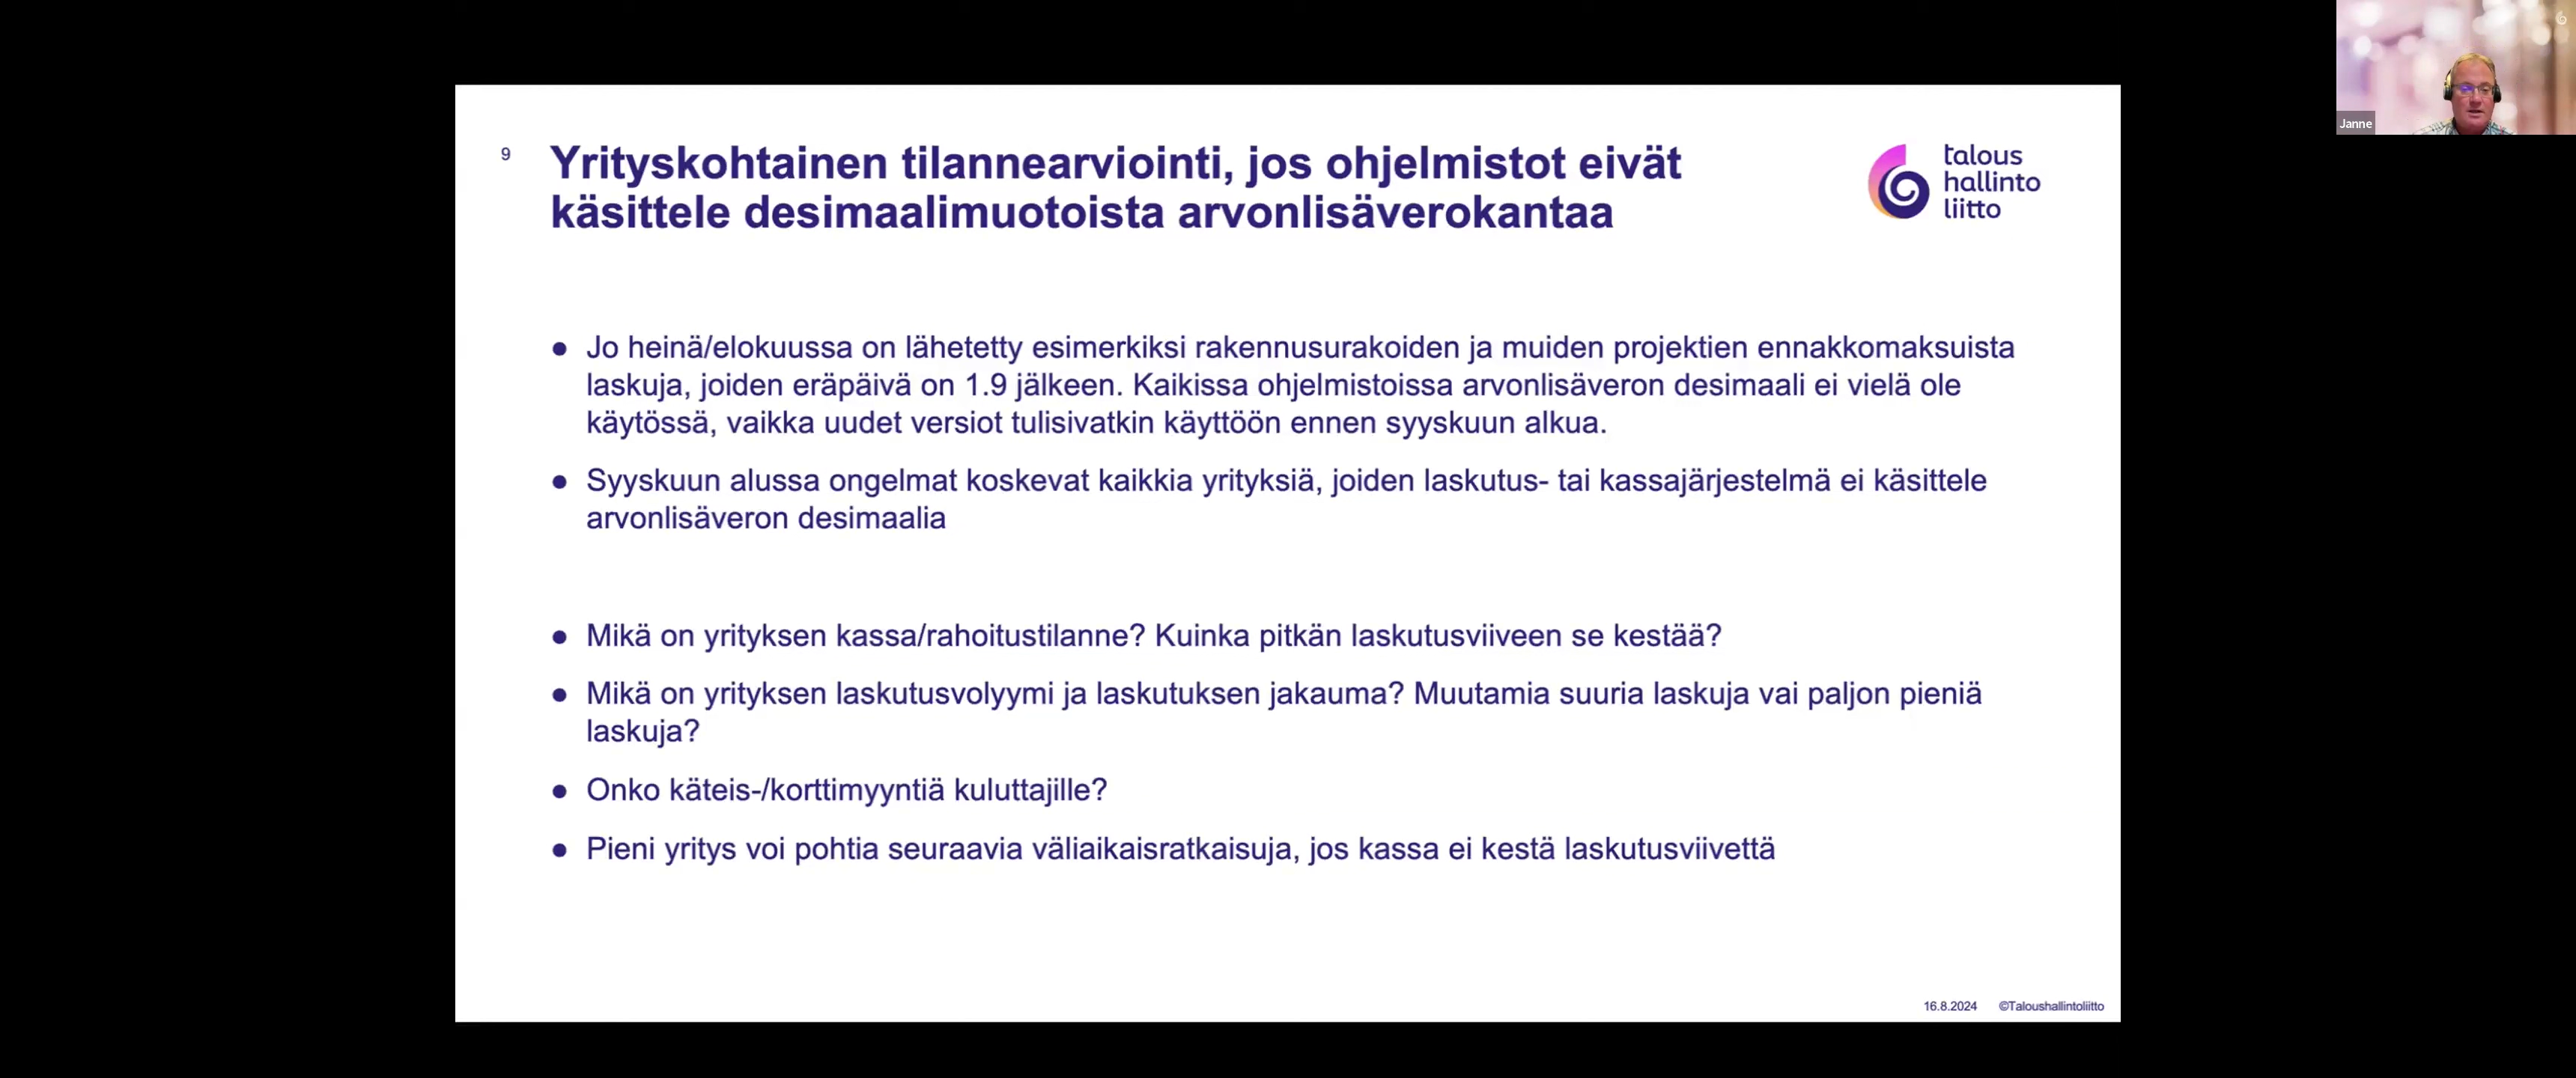 Janne
9
Yrityskohtainen tilannearviointi, jos ohjelmistot eivät
käsittele desimaalimuotoista arvonlisäverokantaa
talous
hallinto
liitto
● Jo heinä/elokuussa on lähetetty esimerkiksi rakennusurakoiden ja muiden projektien ennakkomaksuista
laskuja, joiden eräpäivä on 1.9 jälkeen. Kaikissa ohjelmistoissa arvonlisäveron desimaali ei vielä ole
käytössä, vaikka uudet versiot tulisivatkin käyttöön ennen syyskuun alkua.
● Syyskuun alussa ongelmat koskevat kaikkia yrityksiä, joiden laskutus- tai kassajärjestelmä ei käsittele
arvonlisäveron desimaalia
● Mikä on yrityksen kassa/rahoitustilanne? Kuinka pitkän laskutusviiveen se kestää?
● Mikä on yrityksen laskutusvolyymi ja laskutuksen jakauma? Muutamia suuria laskuja vai paljon pieniä
laskuja?
● Onko käteis-/korttimyyntiä kuluttajille?
● Pieni yritys voi pohtia seuraavia väliaikaisratkaisuja, jos kassa ei kestä laskutusviivettä
16.8.2024 ©Taloushallintoliitto